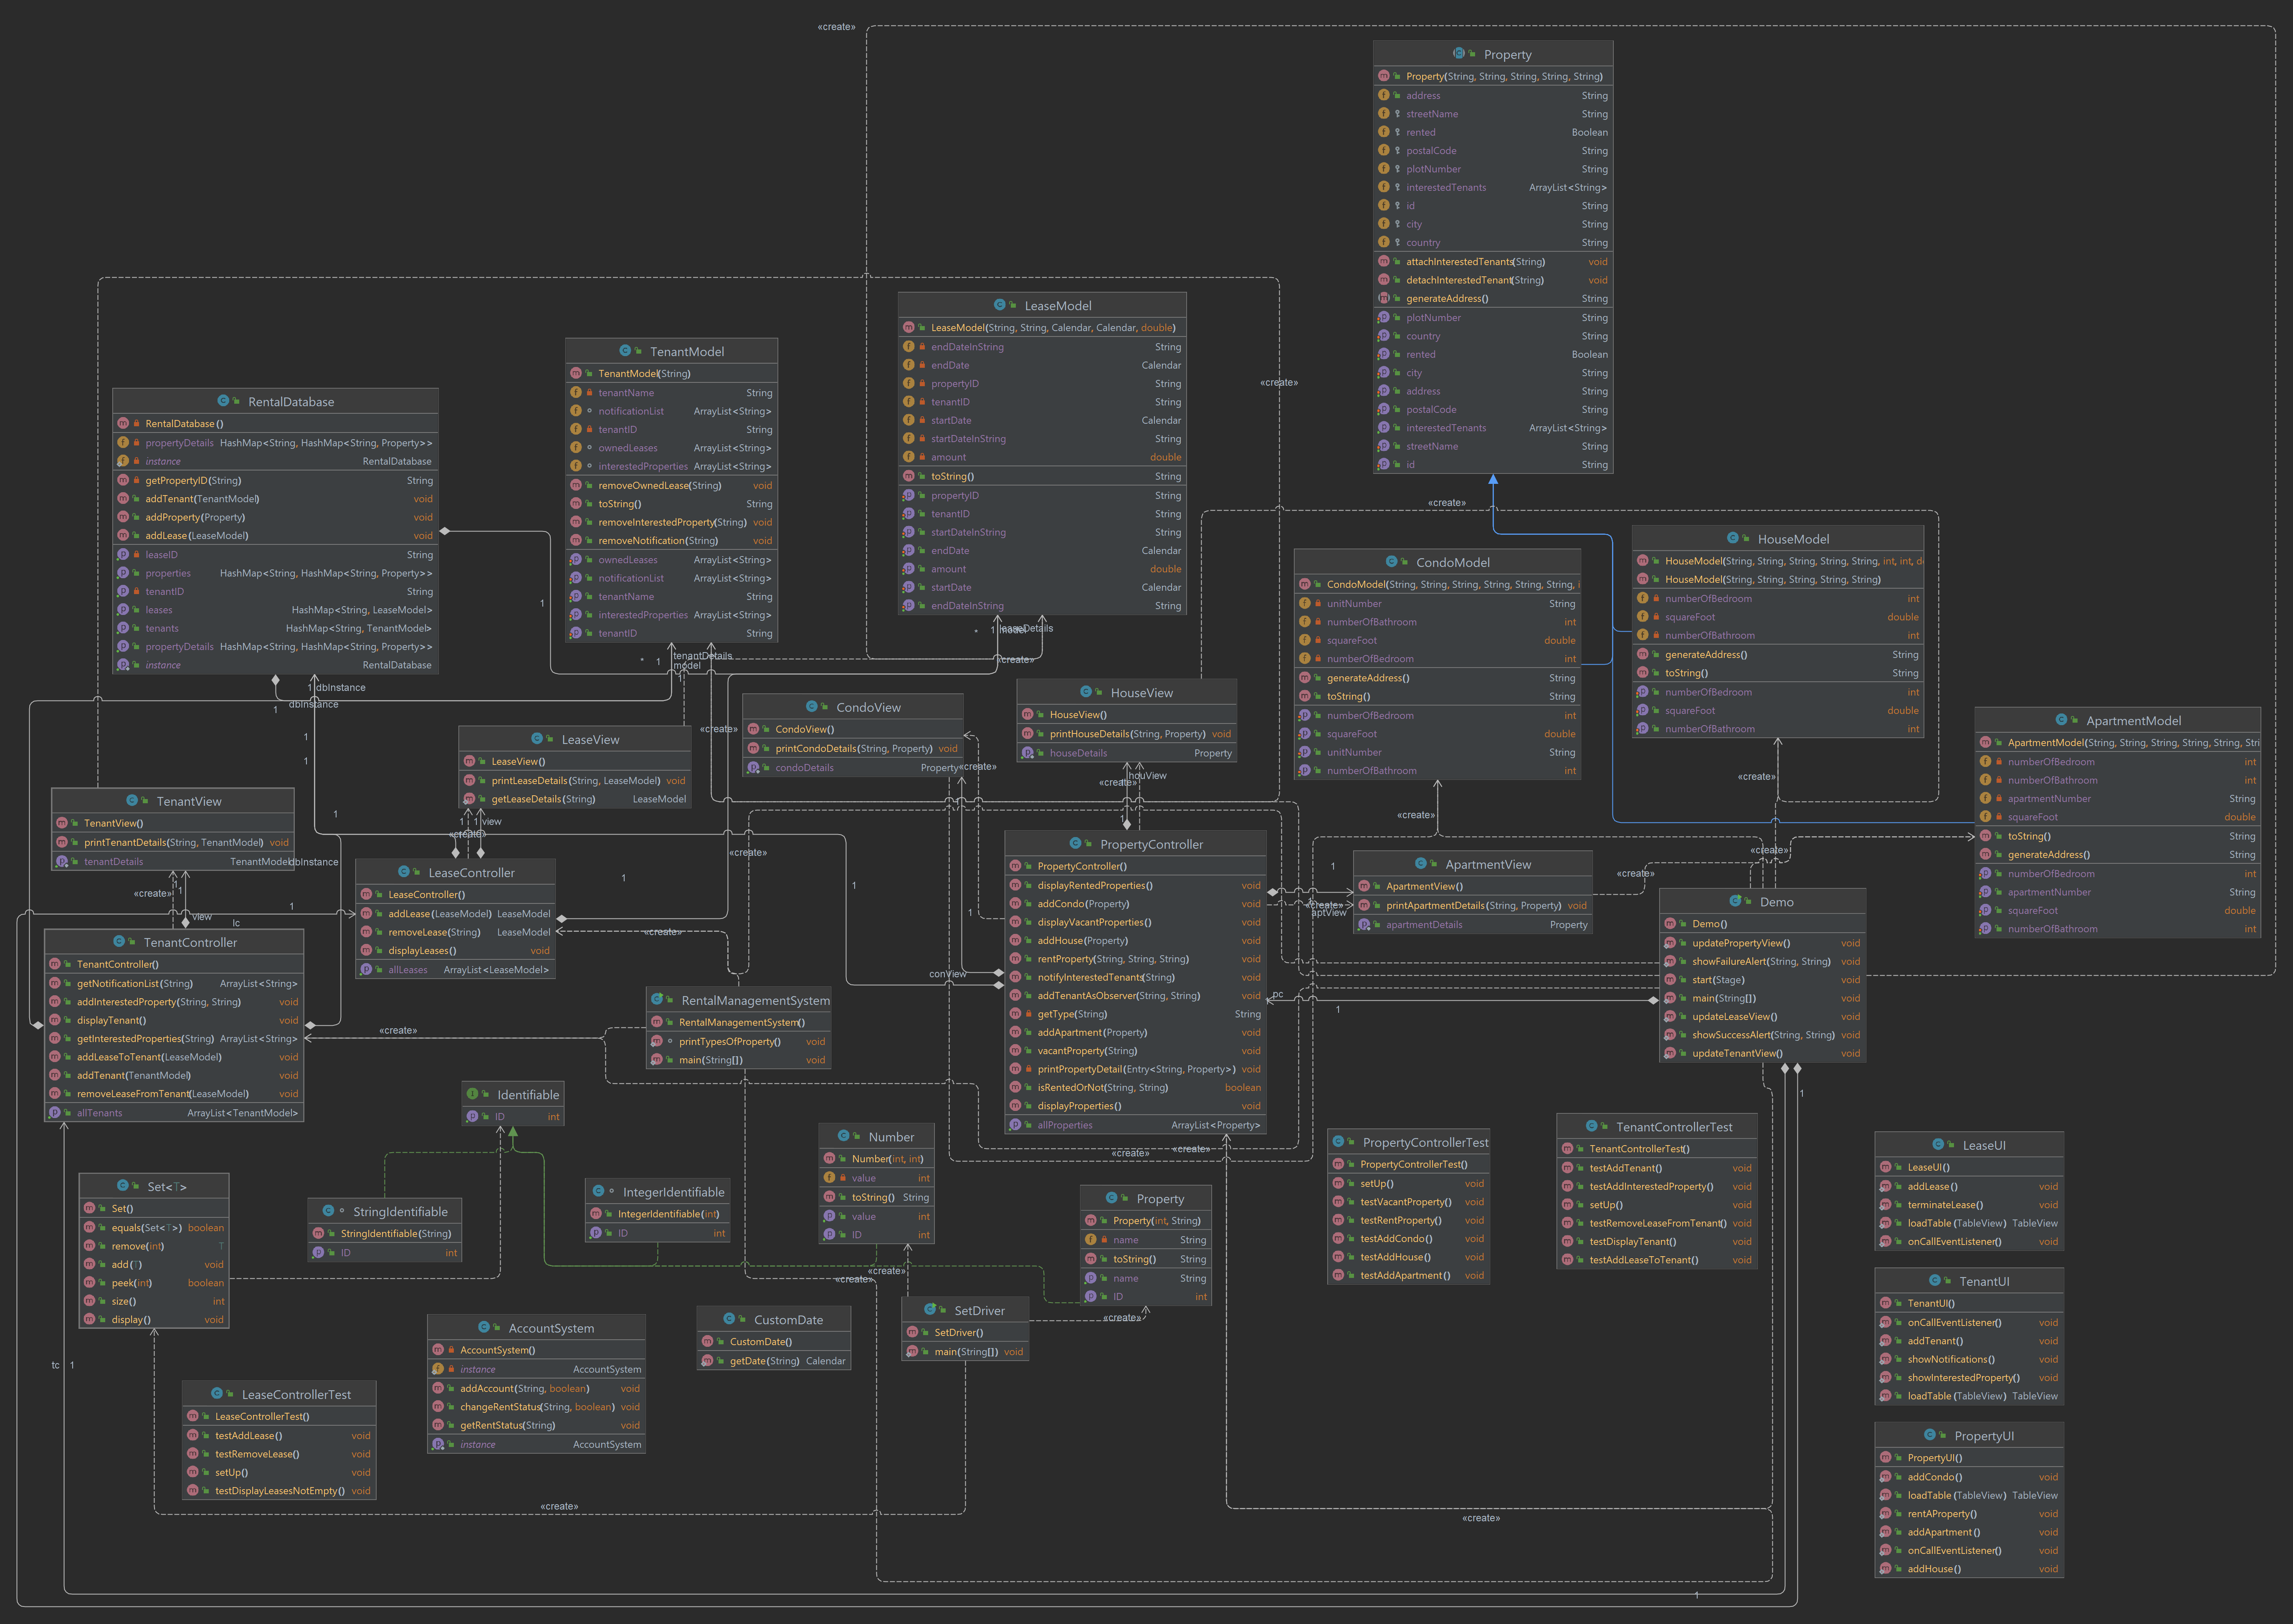 «create»
Property
Property(String, String, String, String, String)
address String
streetName String
rented Boolean
postalCode String
plotNumber String
interestedTenants ArrayList<String>
id String
city String
country String
attachInterestedTenants(String) void
detachInterestedTenant(String) void
generateAddress() String
plotNumber String
country String
rented Boolean
city String
address String
postalCode String
interestedTenants ArrayList<String>
streetName String
id String
LeaseModel
LeaseModel(String, String, Calendar, Calendar, double)
endDateInString String
endDate Calendar
propertyID String
tenantID String
startDate Calendar
startDateInString String
amount double
toString() String
propertyID String
tenantID String
startDateInString String
endDate Calendar
amount double
startDate Calendar
endDateInString String
«create»
TenantModel
TenantModel(String)
tenantName String
notificationList ArrayList<String>
tenantID String
ownedLeases ArrayList<String>
interestedProperties ArrayList<String>
removeOwnedLease(String) void
toString() String
removeInterestedProperty(String) void
removeNotification(String) void
ownedLeases ArrayList<String>
notificationList ArrayList<String>
tenantName String
interestedProperties ArrayList<String>
tenantID String
RentalDatabase
RentalDatabase()
propertyDetails HashMap<String, HashMap<String, Property>>
instance RentalDatabase
getPropertyID(String) String
addTenant(TenantModel) void
addProperty(Property) void
addLease(LeaseModel) void
leaseID String
properties HashMap<String, HashMap<String, Property>>
tenantID String
leases HashMap<String, LeaseModel>
tenants HashMap<String, TenantModel>
propertyDetails HashMap<String, HashMap<String, Property>>
instance RentalDatabase
«create»
HouseModel
HouseModel(String, String, String, String, String, int, int, d
HouseModel(String, String, String, String, String)
numberOfBedroom int
squareFoot double
numberOfBathroom int
generateAddress() String
toString() String
numberOfBedroom int
squareFoot double
numberOfBathroom int
CondoModel
CondoModel(String, String, String, String, String, String, i
unitNumber String
numberOfBathroom int
squareFoot double
numberOfBedroom int
generateAddress() String
toString() String
numberOfBedroom int
squareFoot double
unitNumber String
numberOfBathroom int
1
* 1 model
leaseDetails
tenantDetails
* 1
model
1
«create»
1 dbInstance
dbInstance
1
1
1
1
dbInstance
CondoView
CondoView()
printCondoDetails(String, Property) void
condoDetails Property
HouseView
HouseView()
printHouseDetails(String, Property) void
houseDetails Property
ApartmentModel
ApartmentModel(String, String, String, String, String, Stri
numberOfBedroom int
numberOfBathroom int
apartmentNumber String
squareFoot double
toString() String
generateAddress() String
numberOfBedroom int
apartmentNumber String
squareFoot double
numberOfBathroom int
LeaseView
LeaseView()
printLeaseDetails(String, LeaseModel) void
getLeaseDetails(String) LeaseModel
«create»
«create»
«create»
houView
«create»
«create»
TenantView
TenantView()
printTenantDetails(String, TenantModel) void
tenantDetails TenantModel
1 1 view
«create»
«create»
1
LeaseController
LeaseController()
addLease(LeaseModel) LeaseModel
removeLease(String) LeaseModel
displayLeases() void
allLeases ArrayList<LeaseModel>
PropertyController
PropertyController()
displayRentedProperties() void
addCondo(Property) void
displayVacantProperties() void
addHouse(Property) void
rentProperty(String, String, String) void
notifyInterestedTenants(String) void
addTenantAsObserver(String, String) void
getType(String) String
addApartment(Property) void
vacantProperty(String) void
printPropertyDetail(Entry<String, Property>) void
isRentedOrNot(String, String) boolean
displayProperties() void
allProperties ArrayList<Property>
ApartmentView
ApartmentView()
printApartmentDetails(String, Property) void
apartmentDetails Property
1
«create»
aptView
«create»
«create»
Demo
Demo()
updatePropertyView() void
showFailureAlert(String, String) void
start(Stage) void
main(String[]) void
updateLeaseView() void
showSuccessAlert(String, String) void
updateTenantView() void
«create»
1
1
view
1
lc
1
1
1
«create»
conView
pc
1
1
TenantController
TenantController()
getNotificationList(String) ArrayList<String>
addInterestedProperty(String, String) void
displayTenant() void
getInterestedProperties(String) ArrayList<String>
addLeaseToTenant(LeaseModel) void
addTenant(TenantModel) void
removeLeaseFromTenant(LeaseModel) void
allTenants ArrayList<TenantModel>
«create»
RentalManagementSystem
RentalManagementSystem()
printTypesOfProperty() void
main(String[]) void
Identifiable
ID int
Number
Number(int, int)
value int
toString() String
value int
ID int
«create»
«create»
PropertyControllerTest
PropertyControllerTest()
setUp() void
testVacantProperty() void
testRentProperty() void
testAddCondo() void
testAddHouse() void
testAddApartment() void
TenantControllerTest
TenantControllerTest()
testAddTenant() void
testAddInterestedProperty() void
setUp() void
testRemoveLeaseFromTenant() void
testDisplayTenant() void
testAddLeaseToTenant() void
LeaseUI
LeaseUI()
addLease() void
terminateLease() void
loadTable(TableView) TableView
onCallEventListener() void
Set<T>
Set()
equals(Set<T>) boolean
remove(int) T
add(T) void
peek(int) boolean
size() int
display() void
StringIdentifiable
StringIdentifiable(String)
ID int
IntegerIdentifiable
IntegerIdentifiable(int)
ID int
Property
Property(int, String)
name String
toString() String
name String
ID int
«create»
«create»
«create»
SetDriver
SetDriver()
main(String[]) void
TenantUI
TenantUI()
onCallEventListener() void
addTenant() void
showNotifications() void
showInterestedProperty() void
loadTable(TableView) TableView
AccountSystem
AccountSystem()
instance AccountSystem
addAccount(String, boolean) void
changeRentStatus(String, boolean) void
getRentStatus(String) void
instance AccountSystem
CustomDate
CustomDate()
getDate(String) Calendar
tc 1
LeaseControllerTest
LeaseControllerTest()
testAddLease() void
testRemoveLease() void
setUp() void
testDisplayLeasesNotEmpty() void
PropertyUI
PropertyUI()
addCondo() void
loadTable(TableView) TableView
rentAProperty() void
addApartment() void
onCallEventListener() void
addHouse() void
«create»
«create»
1